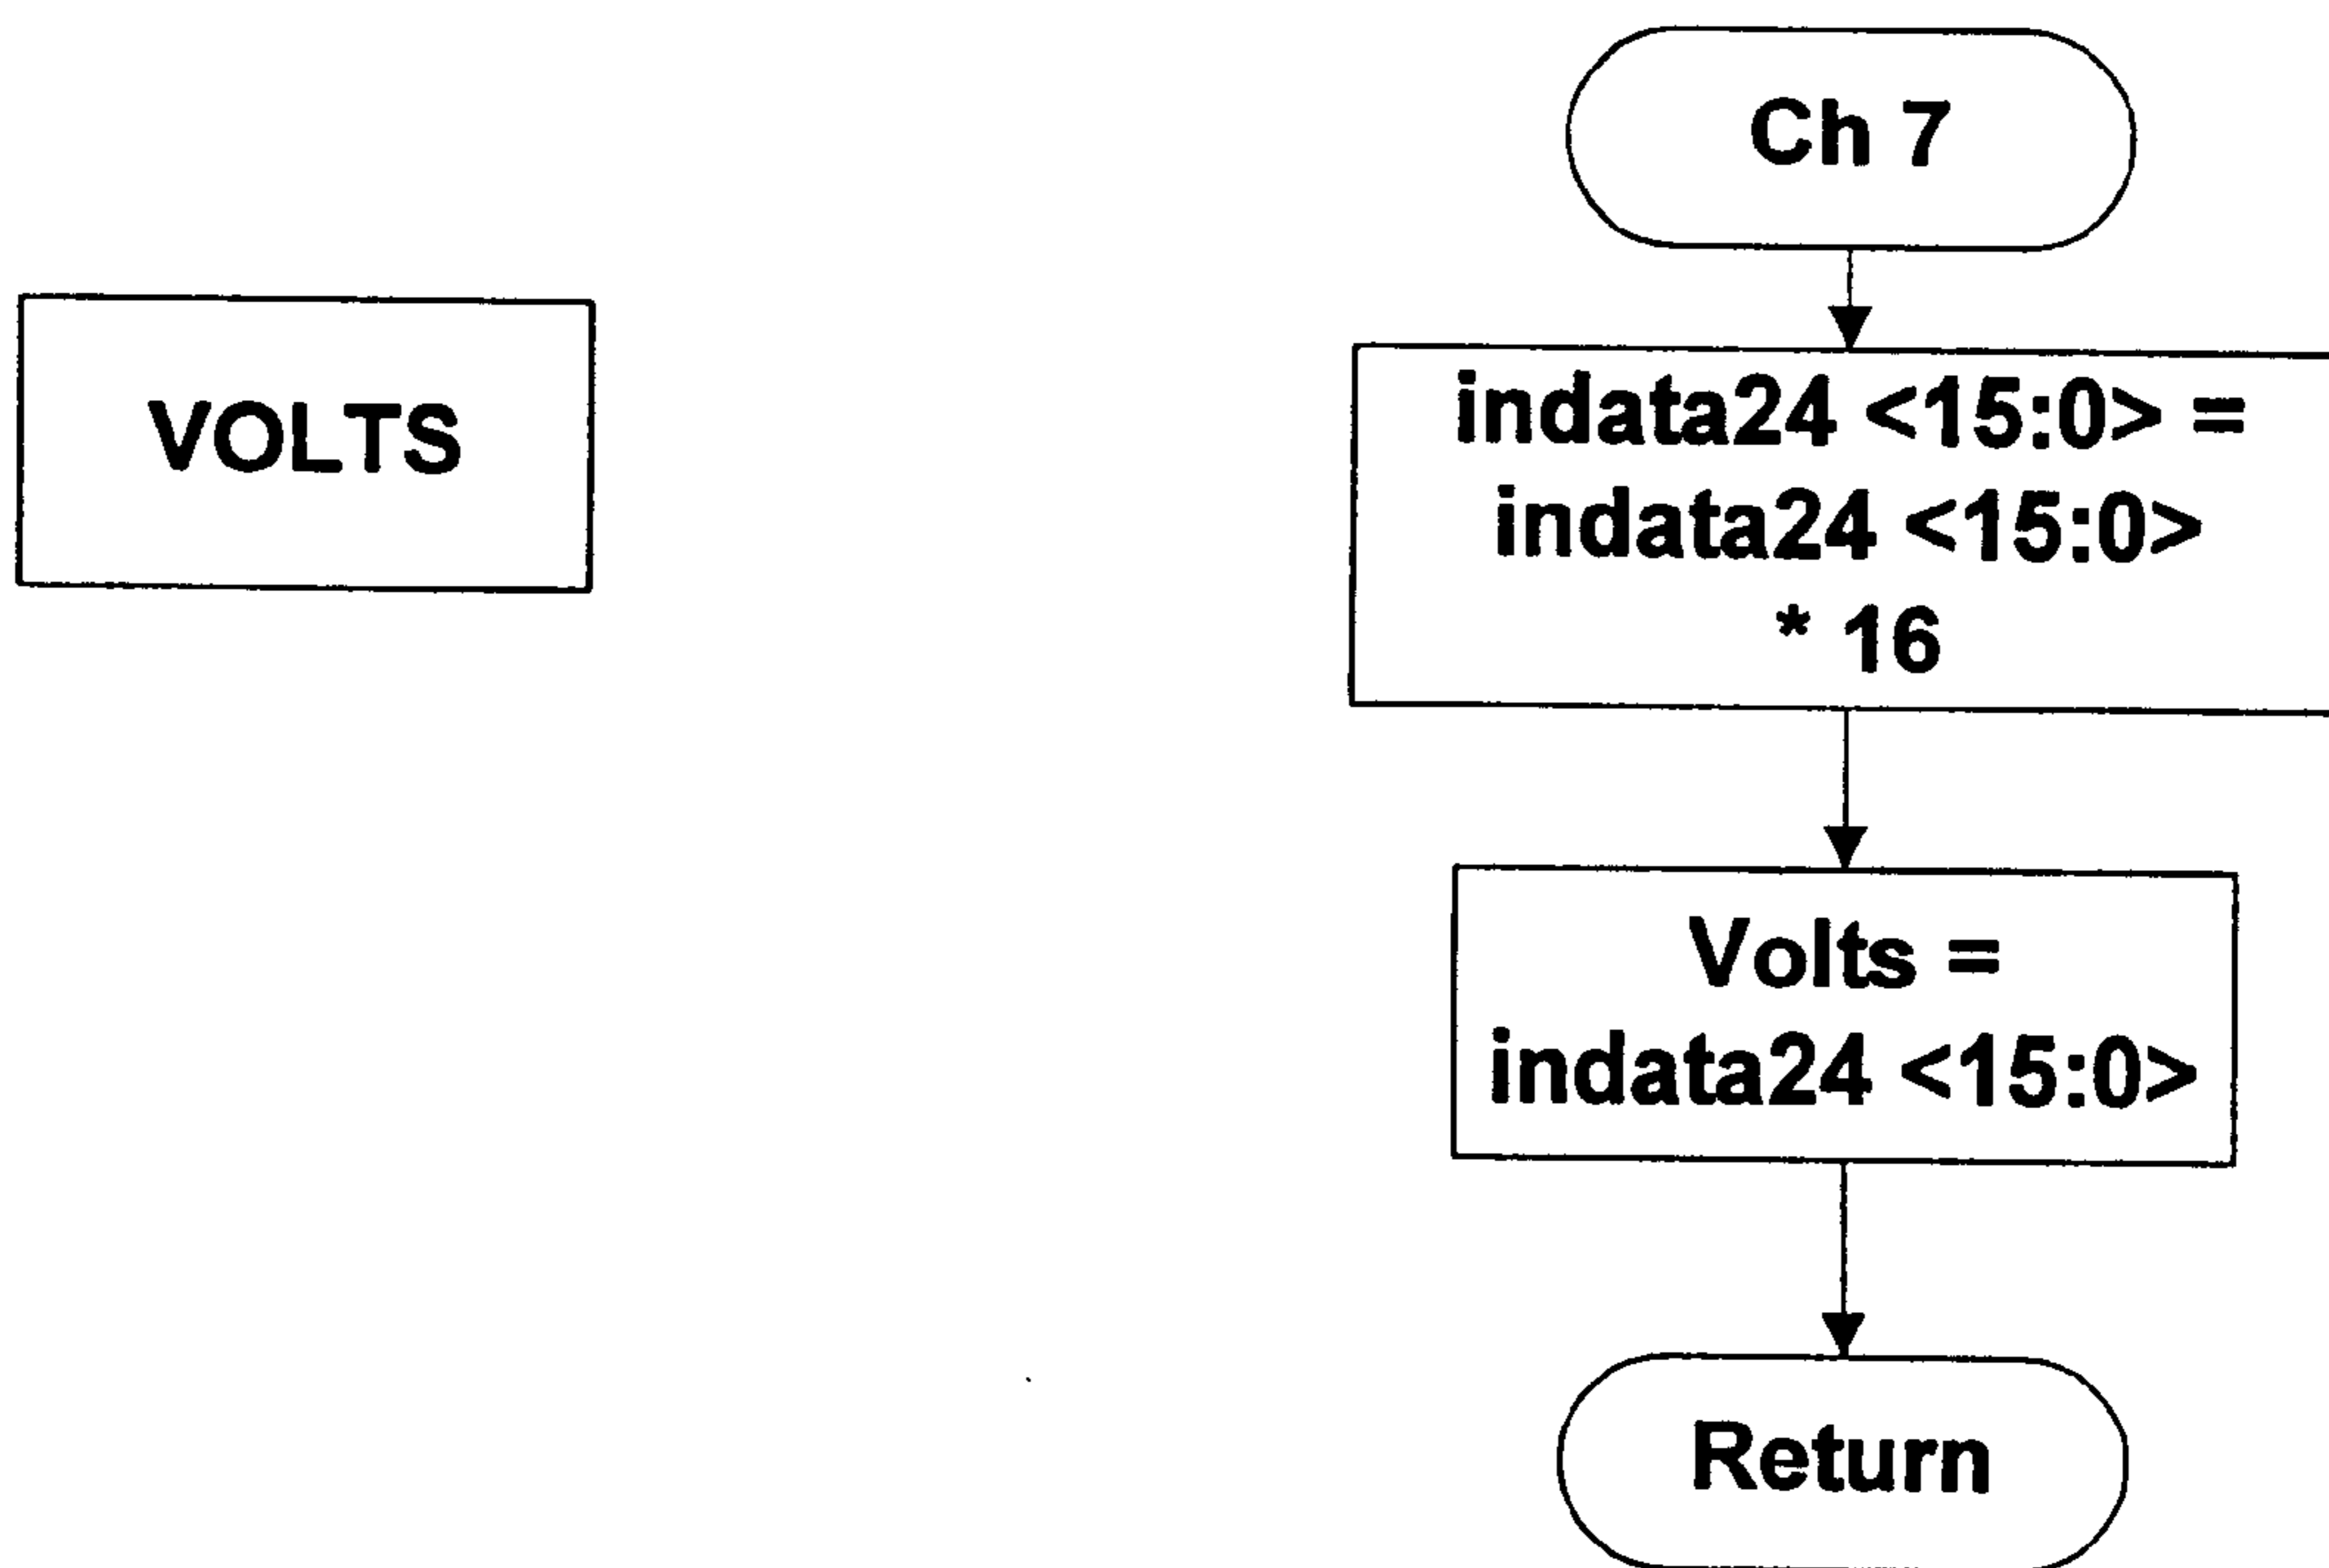 Ch 7
VOLTS
indata24 <15:0> =
indata24 <15:0>
* 16
Volts =
indata24 <15:0>
Return